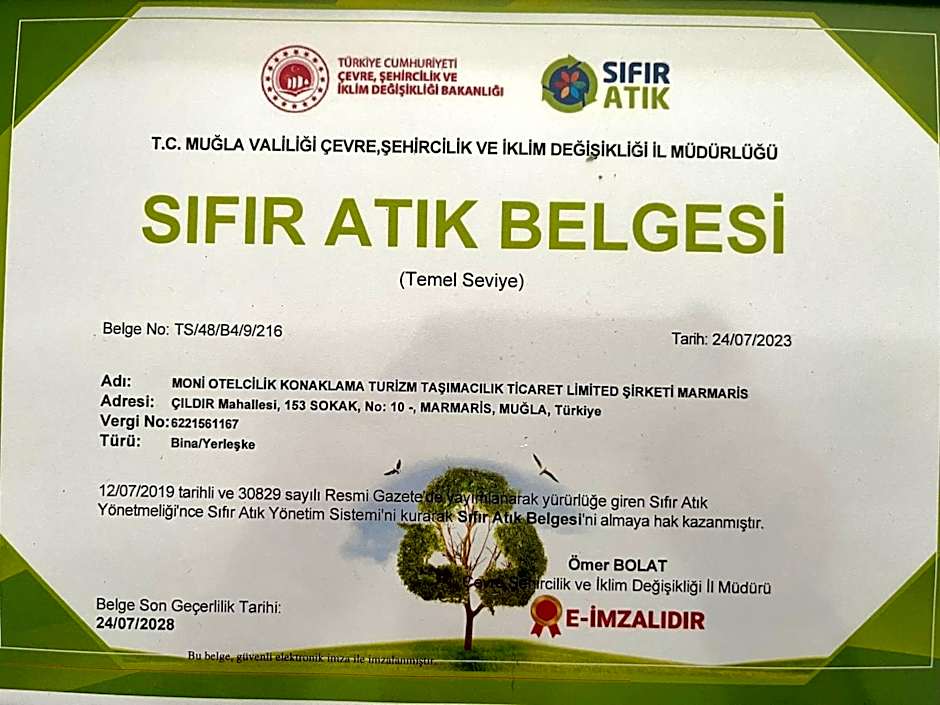 TÜRKİYE CUMHURİYETİ
ÇEVRE, ŞEHİRCİLİK VE
İKLİM DEĞİŞİKLİĞİ BAKANLIĞI
SIFIR
ATIK
T.C. MUĞLA VALİLİĞİ ÇEVRE,ŞEHİRCİLİK VE İKLİM DEĞİŞİKLİĞİ İL MÜDÜRLÜĞÜ
SIFIR ATIK BELGESİ
(Temel Seviye)
Belge No: TS/48/B4/9/216
Tarih: 24/07/2023
Adı: MONİ OTELCİLİK KONAKLAMA TURİZM TAŞIMACILIK TİCARET LİMİTED ŞİRKETİ MARMARİS
Adresi: ÇILDIR Mahallesi, 153 SOKAK, No: 10 -, MARMARİS, MUĞLA, Türkiye
Vergi No:6221561167
Türü: Bina/Yerleşke
12/07/2019 tarihli ve 30829 sayılı Resmi Gazete'de yayımlanarak yürürlüğe giren Sıfır Atık
Yönetmeliği'nce Sıfır Atık Yönetim Sistemi'ni kurarak Sıfır Atık Belgesi'ni almaya hak kazanmıştır.
Ömer BOLAT
Çevre, Şehircilik ve İklim Değişikliği İl Müdürü
E-İMZALIDIR
Belge Son Geçerlilik Tarihi:
24/07/2028
Bu belge, güvenli elektronik imza ile imzalanmıştır.